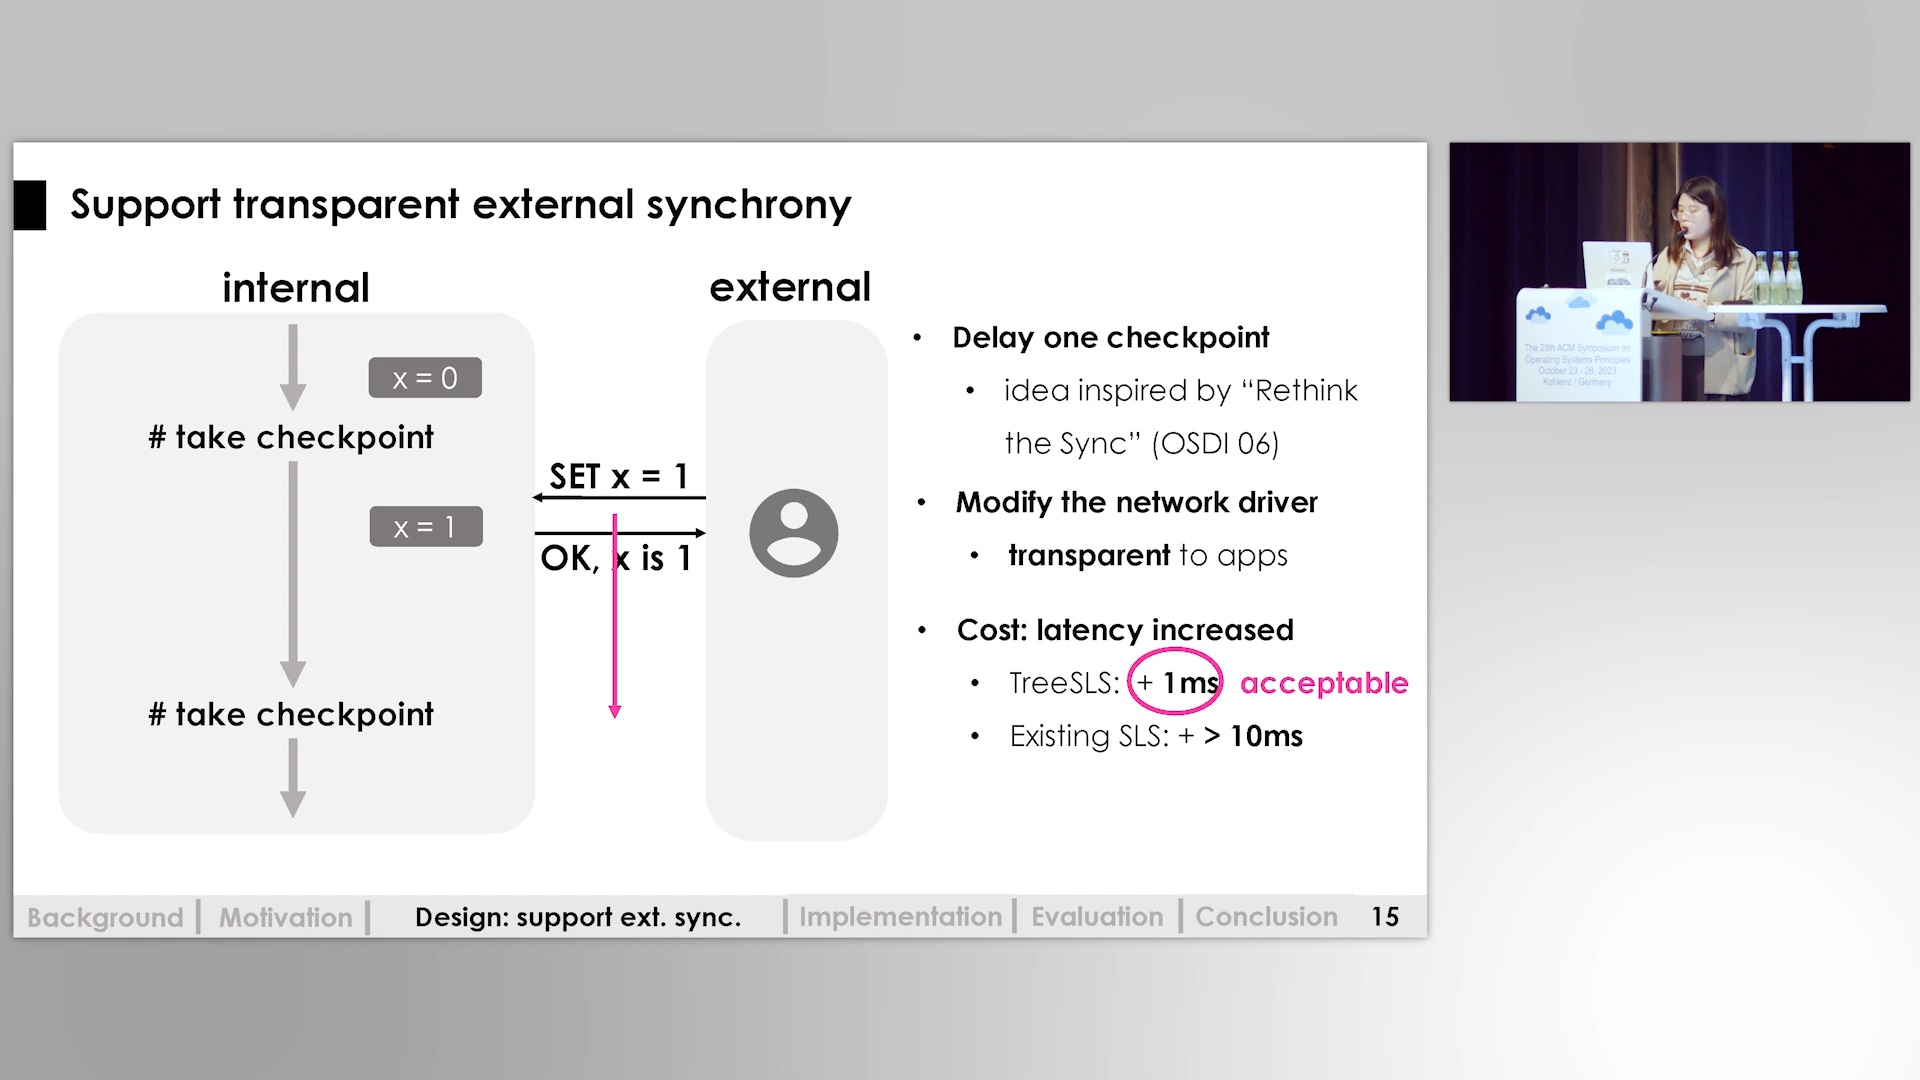 Support transparent external synchrony
internal
external
x = 0
# take checkpoint
SET x = 1
x = 1
OK, x is 1
# take checkpoint
• Delay one checkpoint
• idea inspired by “Rethink
the Sync” (OSDI 06)
• Modify the network driver
• transparent to apps
• Cost: latency increased
• TreeSLS: + 1ms acceptable
• Existing SLS: + > 10ms
Background | Motivation | Design: support ext. sync. | Implementation | Evaluation | Conclusion 15
The 29th ACM Symposium on
Operating Systems Principles
October 23 - 26, 2023
Koblenz / Germany